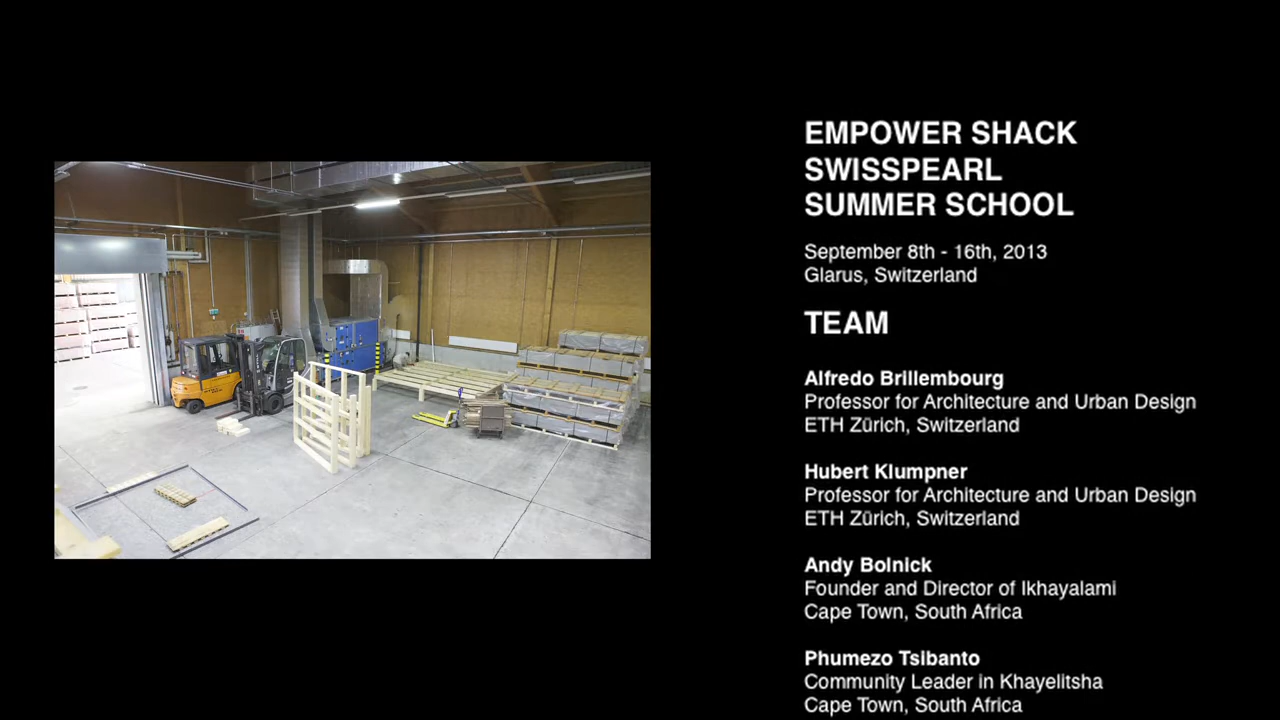 EMPOWER SHACK
SWISSPEARL
SUMMER SCHOOL
September 8th - 16th, 2013
Glarus, Switzerland
TEAM
Alfredo Brillembourg
Professor for Architecture and Urban Design
ETH Zürich, Switzerland
Hubert Klumpner
Professor for Architecture and Urban Design
ETH Zürich, Switzerland
Andy Bolnick
Founder and Director of Ikhayalami
Cape Town, South Africa
Phumezo Tsibanto
Community Leader in Khayelitsha
Cape Town, South Africa